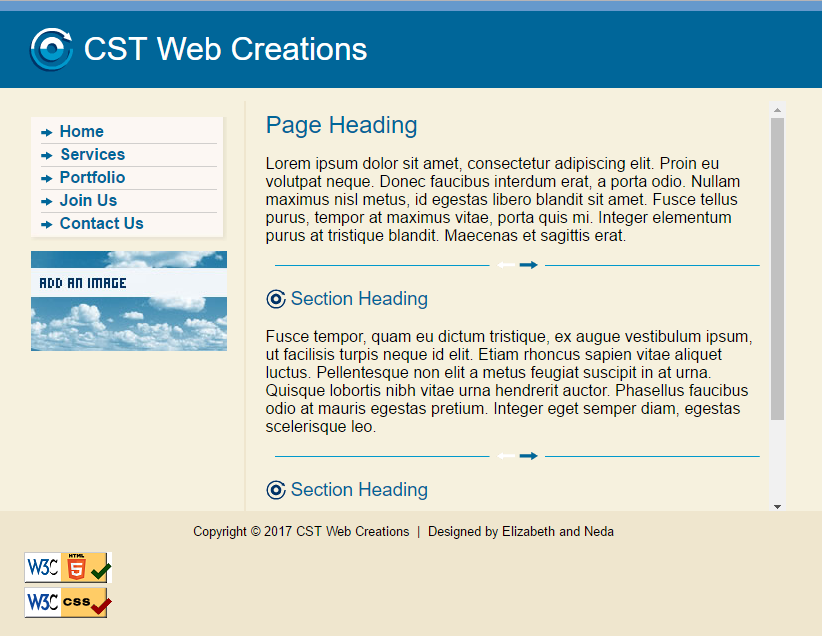 CST Web Creations
Home
Services
Portfolio
Join Us
Contact Us
ADD AN IMAGE
Page Heading
Lorem ipsum dolor sit amet, consectetur adipiscing elit. Proin eu
volutpat neque. Donec faucibus interdum erat, a porta odio. Nullam
maximus nisl metus, id egestas libero blandit sit amet. Fusce tellus
purus, tempor at maximus vitae, porta quis mi. Integer elementum
purus at tristique blandit. Maecenas et sagittis erat.
Section Heading
Fusce tempor, quam eu dictum tristique, ex augue vestibulum ipsum,
ut facilisis turpis neque id elit. Etiam rhoncus sapien vitae aliquet
luctus. Pellentesque non elit a metus feugiat suscipit in at urna.
Quisque lobortis nibh vitae urna hendrerit auctor. Phasellus faucibus
odio at mauris egestas pretium. Integer eget semper diam, egestas
scelerisque leo.
Section Heading
Copyright © 2017 CST Web Creations | Designed by Elizabeth and Neda
W3C HTML 5
W3C css